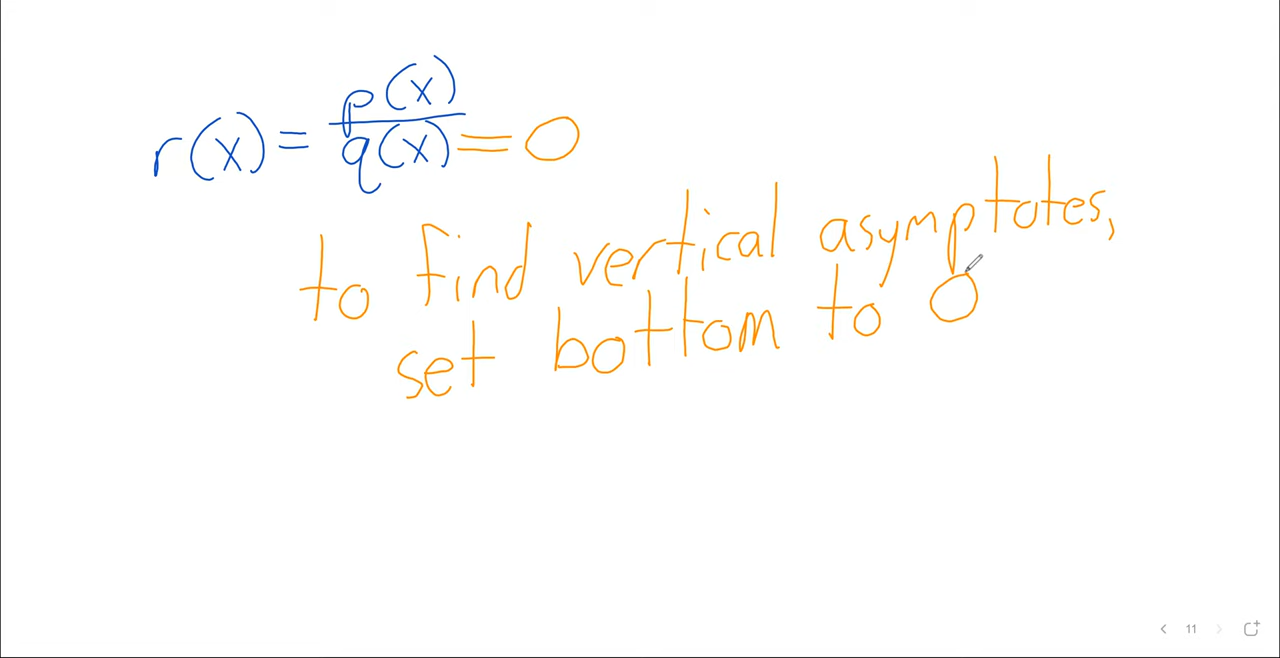 r(x) = p(x)/q(x) = 0
to find vertical asymptotes,
set bottom to 0
11